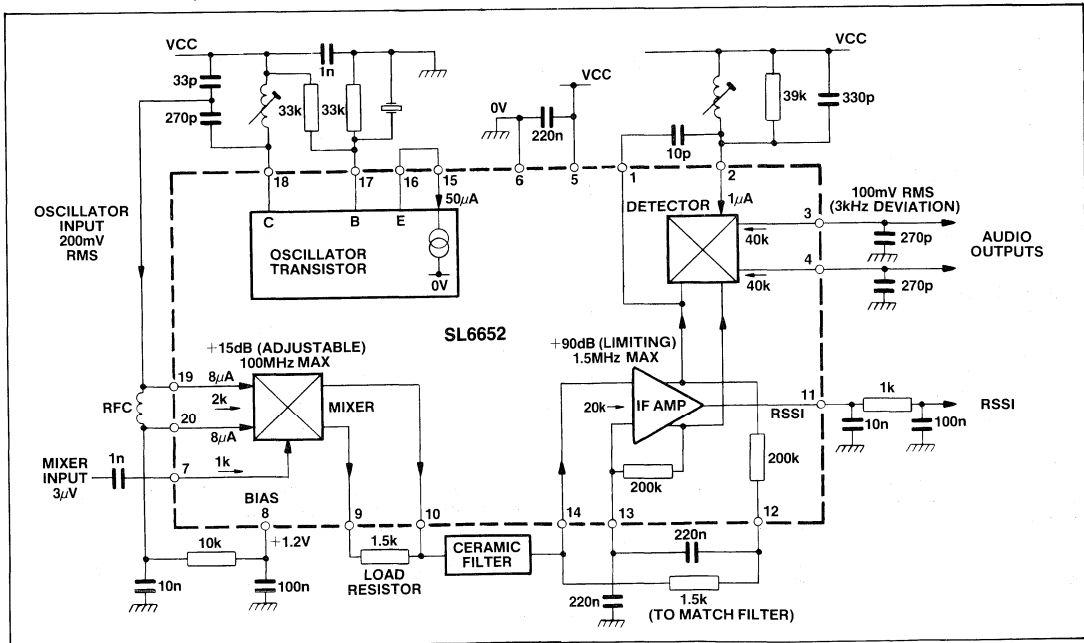 VCC
1n
33p
270p
33k
33k
VCC
0V
220n
VCC
39k
330p
10p
18
17
16
15
6
5
1
2
50µA
1µA
C
B
E
OSCILLATOR
TRANSISTOR
0V
OSCILLATOR
INPUT
200mV
RMS
DETECTOR
100mV RMS
(3kHz DEVIATION)
3
40k
270p
AUDIO
OUTPUTS
4
40k
270p
SL6652
+15dB (ADJUSTABLE)
100MHz MAX
+90dB (LIMITING)
1.5MHz MAX
19
8µA
2k
RFC
20
8µA
MIXER
20k
IF AMP
RSSI
11
1k
RSSI
10n
100n
MIXER
INPUT
3µV
1n
7
1k
200k
200k
BIAS
8
9
10
14
13
12
+1.2V
10k
10n
100n
1.5k
LOAD
RESISTOR
CERAMIC
FILTER
220n
220n
1.5k
(TO MATCH FILTER)